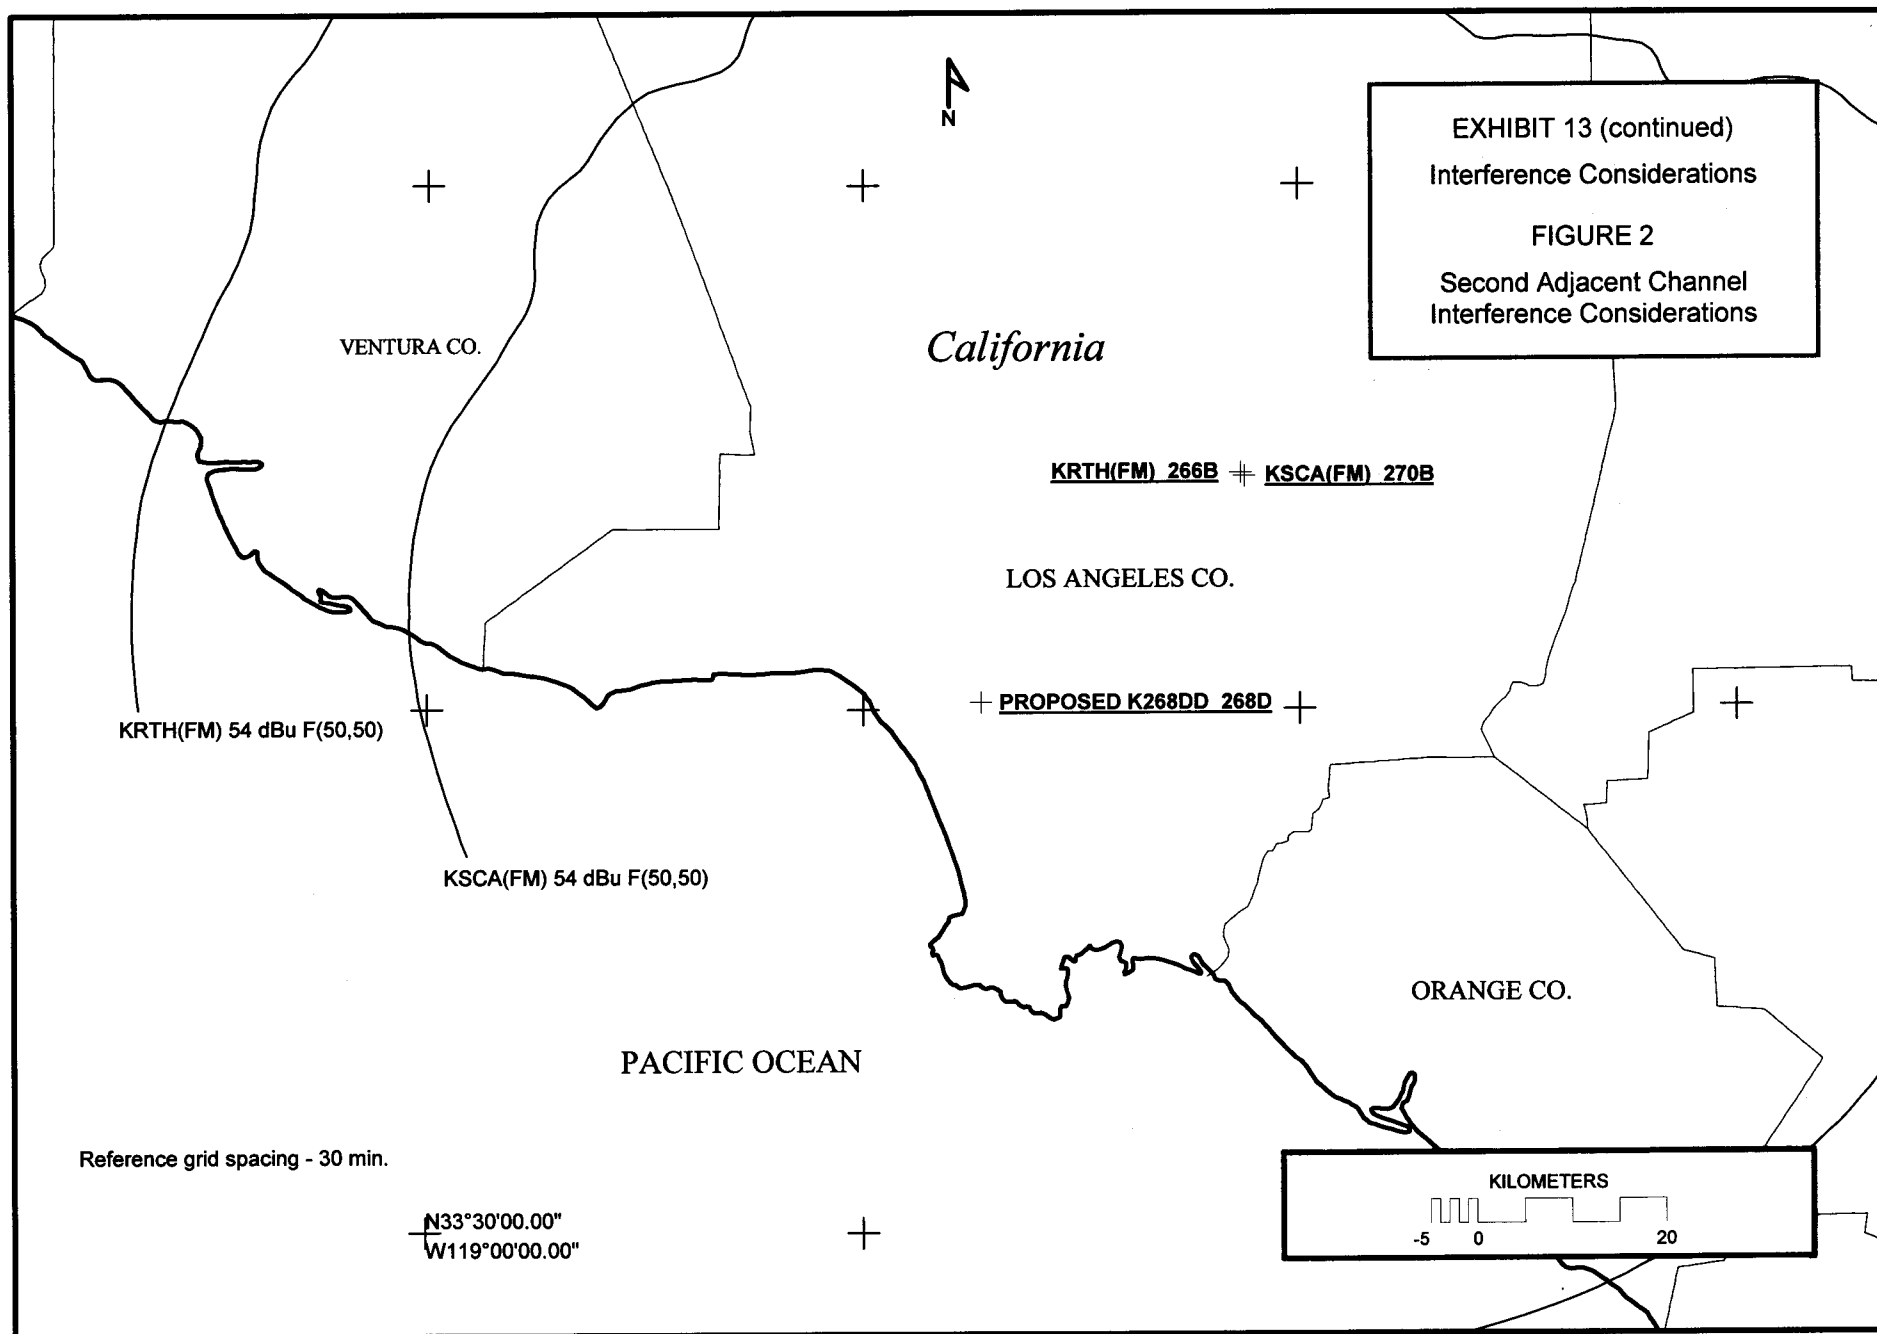 N
EXHIBIT 13 (continued)
Interference Considerations
FIGURE 2
Second Adjacent Channel
Interference Considerations
VENTURA CO.
California
KRTH(FM) 266B
KSCA(FM) 270B
LOS ANGELES CO.
PROPOSED K268DD 268D
KRTH(FM) 54 dBu F(50,50)
KSCA(FM) 54 dBu F(50,50)
ORANGE CO.
PACIFIC OCEAN
Reference grid spacing - 30 min.
N33°30'00.00"
W119°00'00.00"
KILOMETERS
-5 0 20